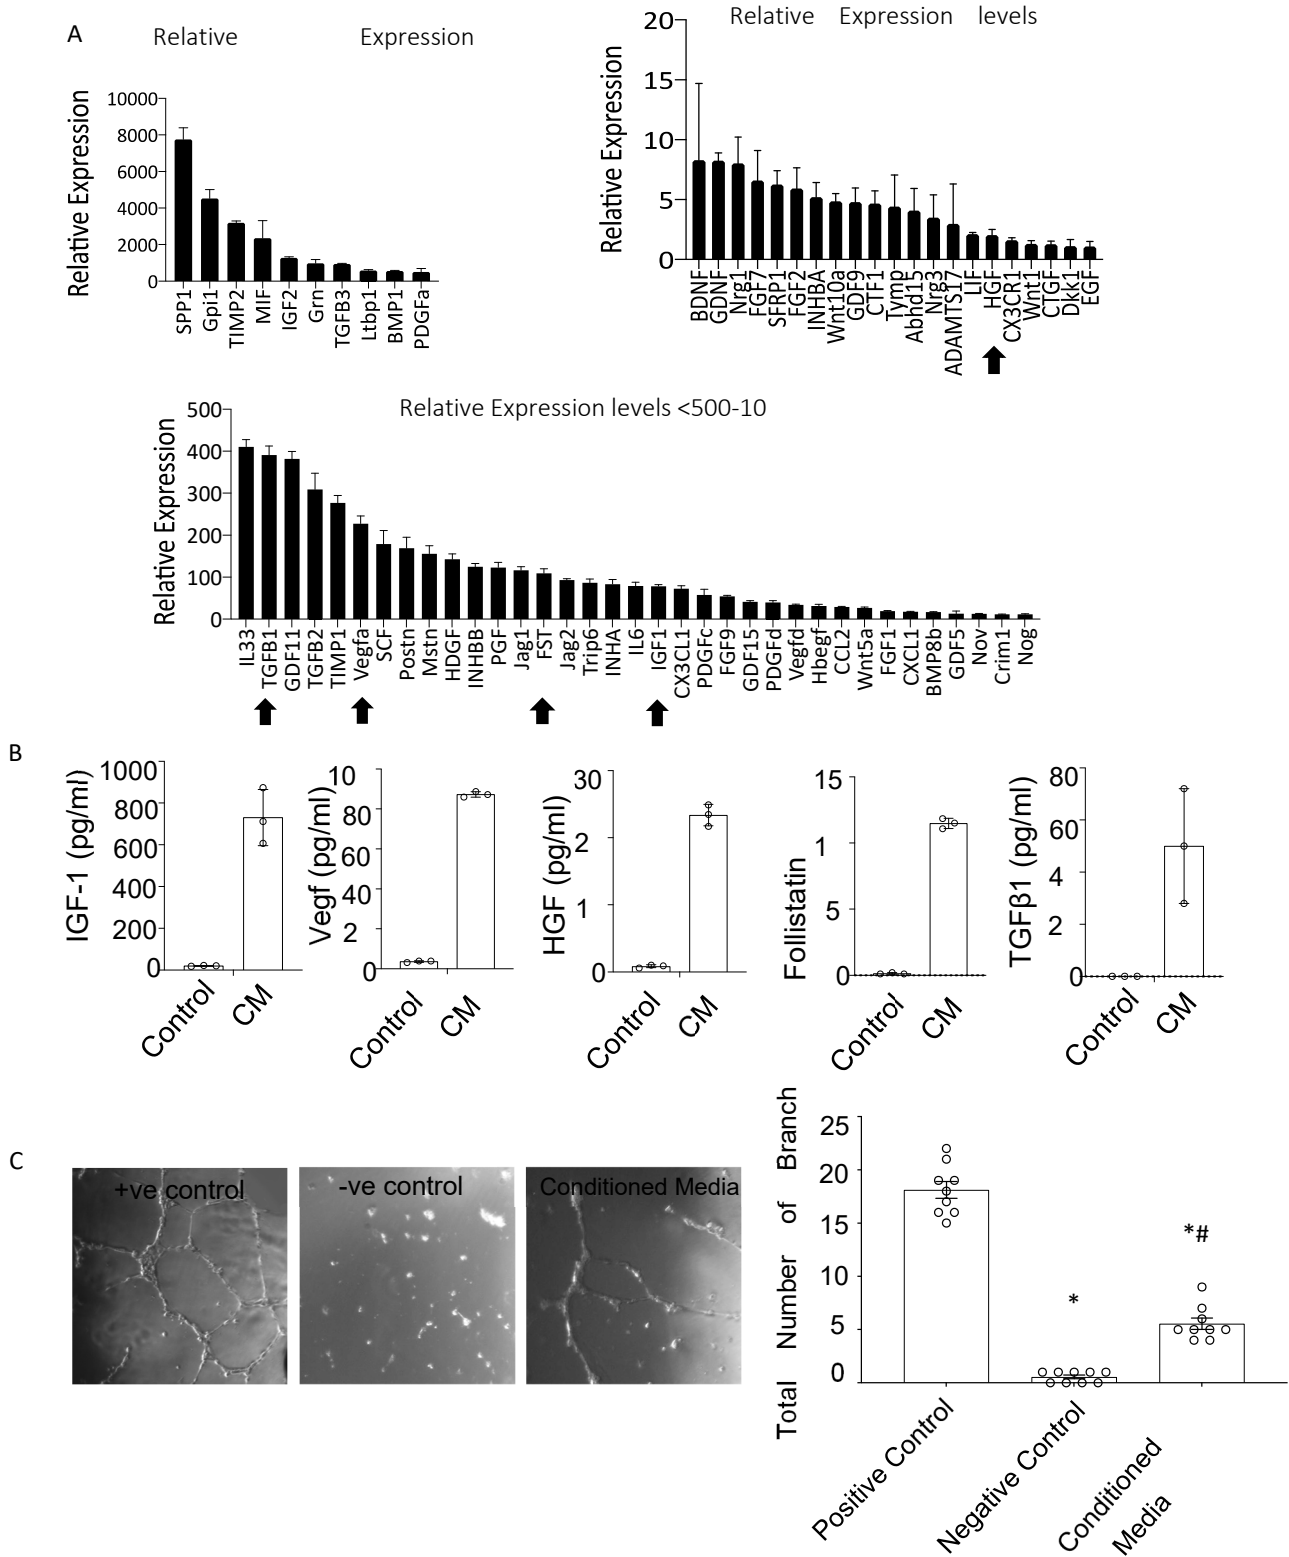 A
Relative Expression
Relative Expression
10000
8000
6000
4000
2000
0
SPP1
Gpi1
TIMP2
MIF
IGF2
Grn
TGFB3
Ltbp1
BMP1
PDGFa
Relative Expression levels
Relative Expression
20
15
10
5
0
BDNF
GDNF
Nrg1
FGF7
SFRP1
FGF2
INHBA
Wnt10a
GDF9
CTF1
Tymp
Abhd15
Nrg3
ADAMTS17
LIF
HGF
CX3CR1
Wnt1
CTGF
Dkk1
EGF
Relative Expression levels <500-10
Relative Expression
500
400
300
200
100
0
IL33
TGFB1
GDF11
TGFB2
TIMP1
Vegfa
SCF
Postn
Mstn
HDGF
INHBB
PGF
Jag1
FST
Jag2
Trip6
INHA
IL6
IGF1
CX3CL1
PDGFc
FGF9
GDF15
PDGFd
Vegfd
Hbegf
CCL2
Wnt5a
FGF1
CXCL1
BMP8b
GDF5
Nov
Crim1
Nog
B
IGF-1 (pg/ml)
1000
800
600
400
200
0
Control
CM
Vegf (pg/ml)
10
80
60
40
2
0
Control
CM
HGF (pg/ml)
30
2
1
0
Control
CM
Follistatin
15
1
5
0
Control
CM
TGFβ1 (pg/ml)
80
60
4
2
0
Control
CM
C
+ve control
-ve control
Conditioned Media
Total Number of Branch
25
20
15
10
5
0
*
*#
Positive Control
Negative Control
Conditioned
Media